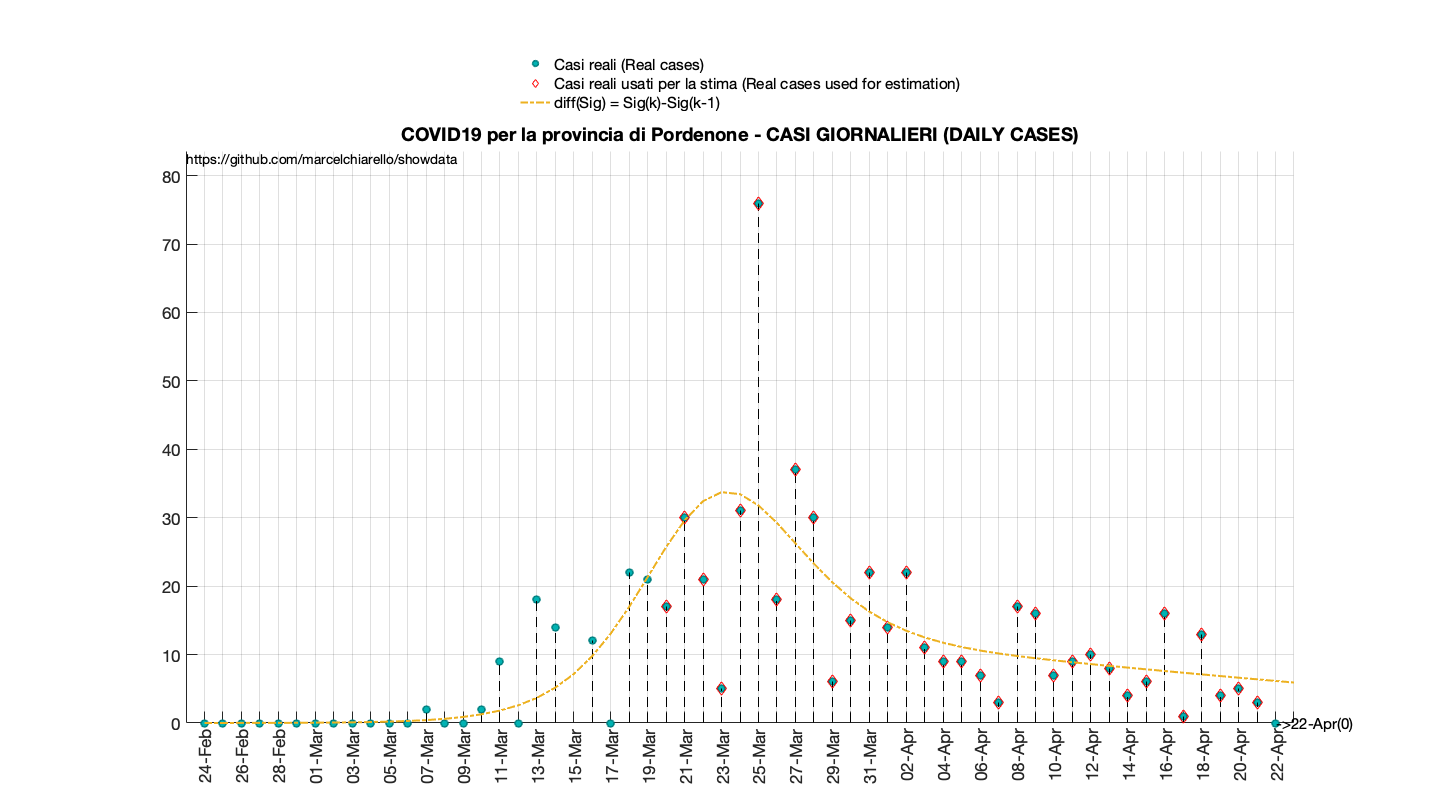 Casi reali (Real cases)
Casi reali usati per la stima (Real cases used for estimation)
diff(Sig) = Sig(k)-Sig(k-1)
COVID19 per la provincia di Pordenone - CASI GIORNALIERI (DAILY CASES)
https://github.com/marcelchiarello/showdata
80
70
60
50
40
30
20
10
0
->22-Apr(0)
24-Feb
26-Feb
28-Feb
01-Mar
03-Mar
05-Mar
07-Mar
09-Mar
11-Mar
13-Mar
15-Mar
17-Mar
19-Mar
21-Mar
23-Mar
25-Mar
27-Mar
29-Mar
31-Mar
02-Apr
04-Apr
06-Apr
08-Apr
10-Apr
12-Apr
14-Apr
16-Apr
18-Apr
20-Apr
22-Apr